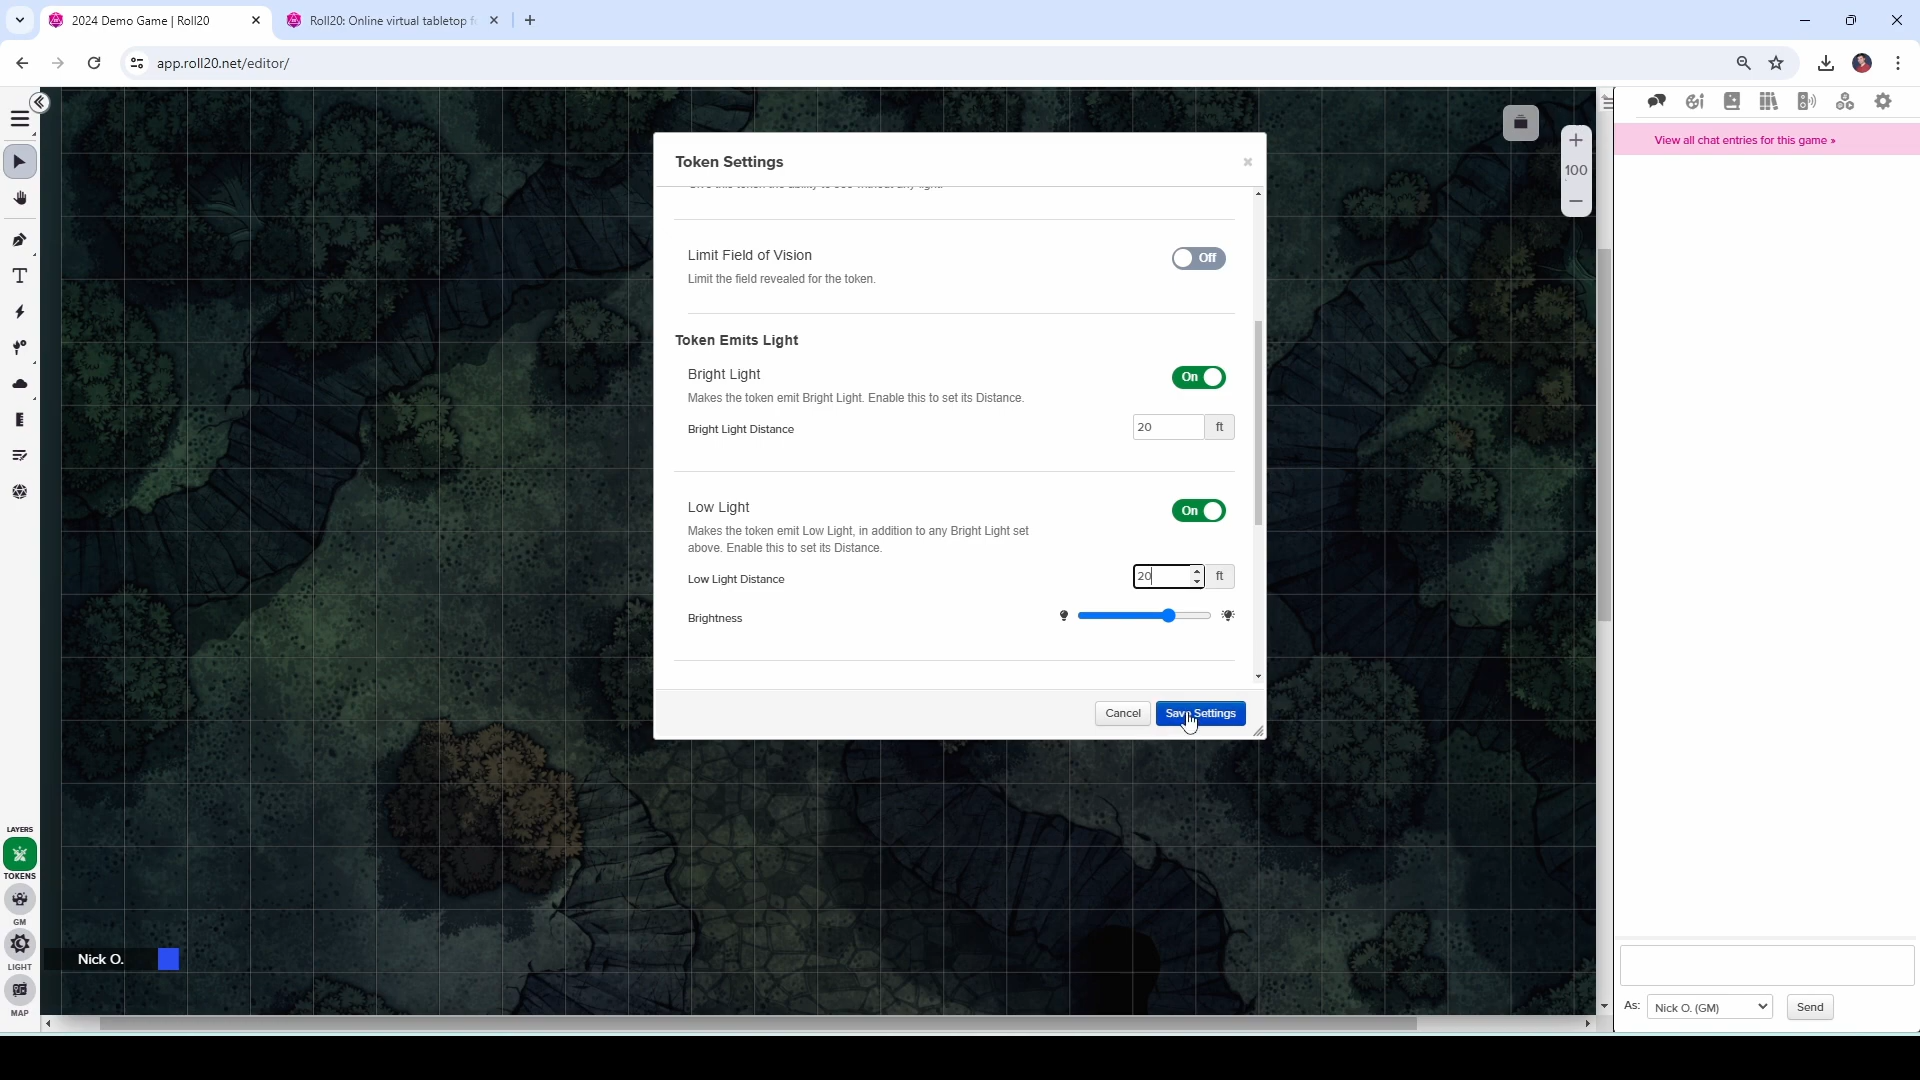 2024 Demo Game | Roll20
Roll20: Online virtual tabletop
app.roll20.net/editor/
View all chat entries for this game »
100
Token Settings
Limit Field of Vision
Off
Limit the field revealed for the token.
Token Emits Light
Bright Light
On
Makes the token emit Bright Light. Enable this to set its Distance.
Bright Light Distance
20
ft
Low Light
On
Makes the token emit Low Light, in addition to any Bright Light set
above. Enable this to set its Distance.
Low Light Distance
20
ft
Brightness
Cancel
Save Settings
LAYERS
TOKENS
GM
LIGHT
MAP
Nick O.
As:
Nick O. (GM)
Send